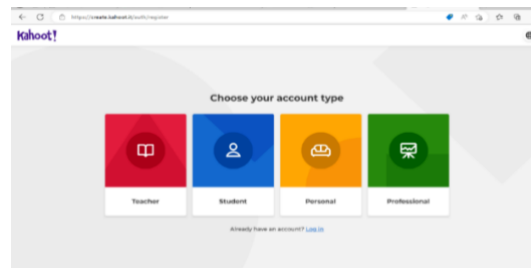 https://create.kahoot.it/auth/register
Kahoot!
Choose your account type
Teacher
Student
Personal
Professional
Already have an account? Log in